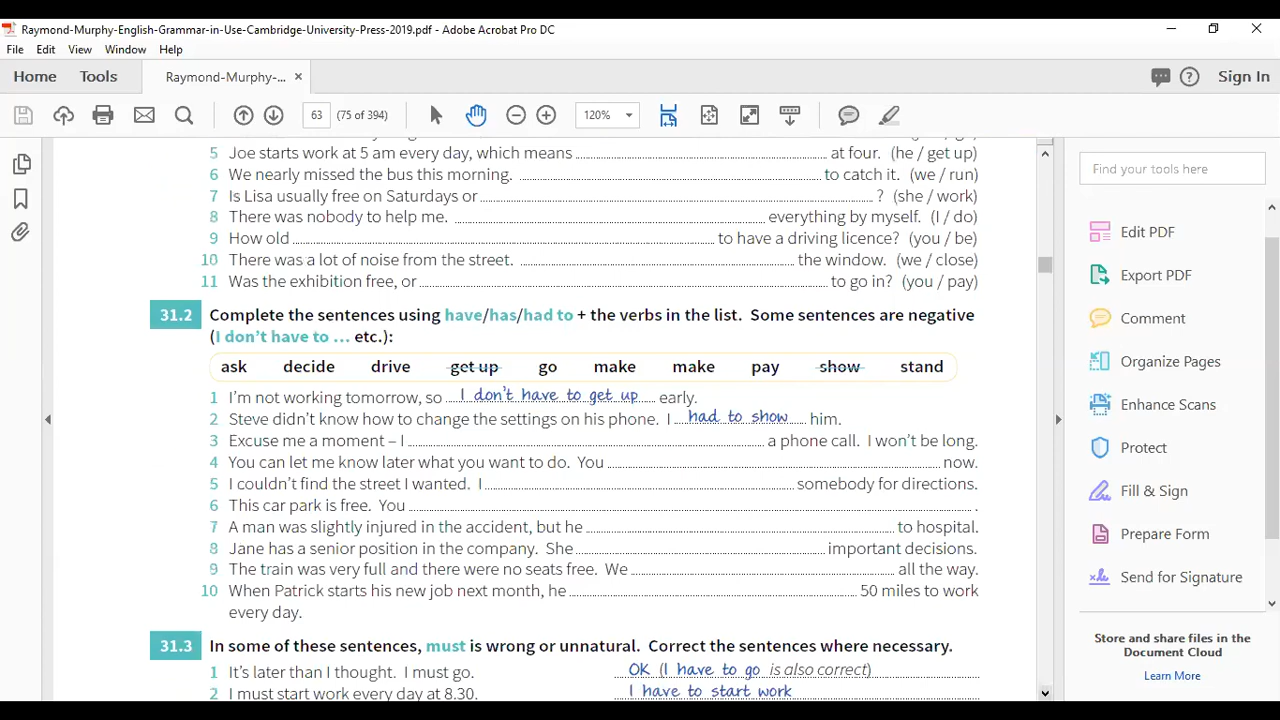 Raymond-Murphy-English-Grammar-in-Use-Cambridge-University-Press-2019.pdf - Adobe Acrobat Pro DC
File Edit View Window Help
Home Tools Raymond-Murphy-... × Sign In
63 (75 of 394) 120%
5 Joe starts work at 5 am every day, which means at four. (he / get up)
6 We nearly missed the bus this morning. to catch it. (we / run)
7 Is Lisa usually free on Saturdays or ? (she / work)
8 There was nobody to help me. everything by myself. (I / do)
9 How old to have a driving licence? (you / be)
10 There was a lot of noise from the street. the window. (we / close)
11 Was the exhibition free, or to go in? (you / pay)
31.2 Complete the sentences using have/has/had to + the verbs in the list. Some sentences are negative
(I don't have to … etc.):
ask decide drive get up go make make pay show stand
1 I'm not working tomorrow, so I don't have to get up early.
2 Steve didn't know how to change the settings on his phone. I had to show him.
3 Excuse me a moment – I a phone call. I won't be long.
4 You can let me know later what you want to do. You now.
5 I couldn't find the street I wanted. I somebody for directions.
6 This car park is free. You .
7 A man was slightly injured in the accident, but he to hospital.
8 Jane has a senior position in the company. She important decisions.
9 The train was very full and there were no seats free. We all the way.
10 When Patrick starts his new job next month, he 50 miles to work
every day.
31.3 In some of these sentences, must is wrong or unnatural. Correct the sentences where necessary.
1 It's later than I thought. I must go. OK (I have to go is also correct)
2 I must start work every day at 8.30. I have to start work
Find your tools here
Edit PDF
Export PDF
Comment
Organize Pages
Enhance Scans
Protect
Fill & Sign
Prepare Form
Send for Signature
Store and share files in the
Document Cloud
Learn More